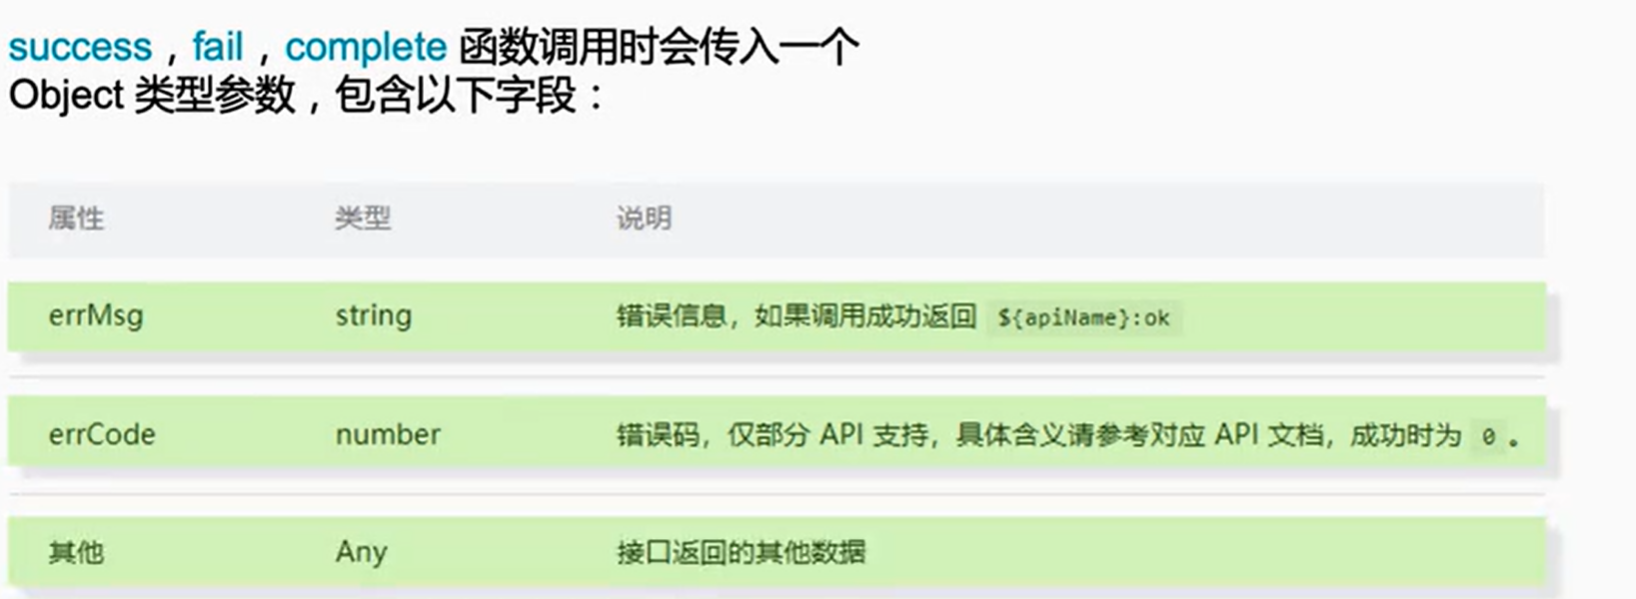 success，fail，complete 函数调用时会传入一个
Object 类型参数，包含以下字段：
属性 类型 说明
errMsg string 错误信息，如果调用成功返回 ${apiName}:ok
errCode number 错误码，仅部分 API 支持，具体含义请参考对应 API 文档，成功时为 0 。
其他 Any 接口返回的其他数据